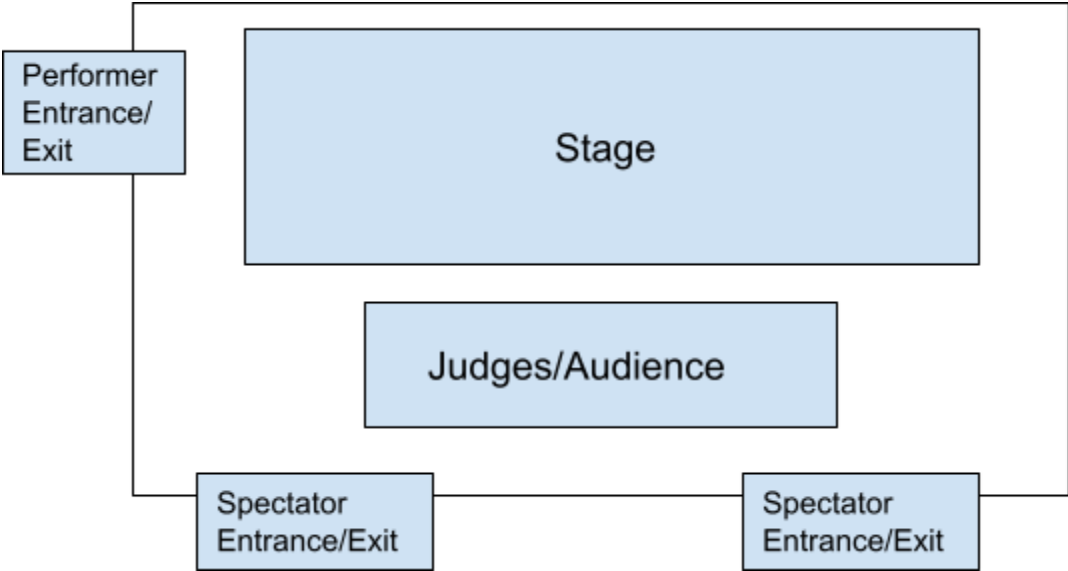 Performer
Entrance/
Exit
Stage
Judges/Audience
Spectator
Entrance/Exit
Spectator
Entrance/Exit